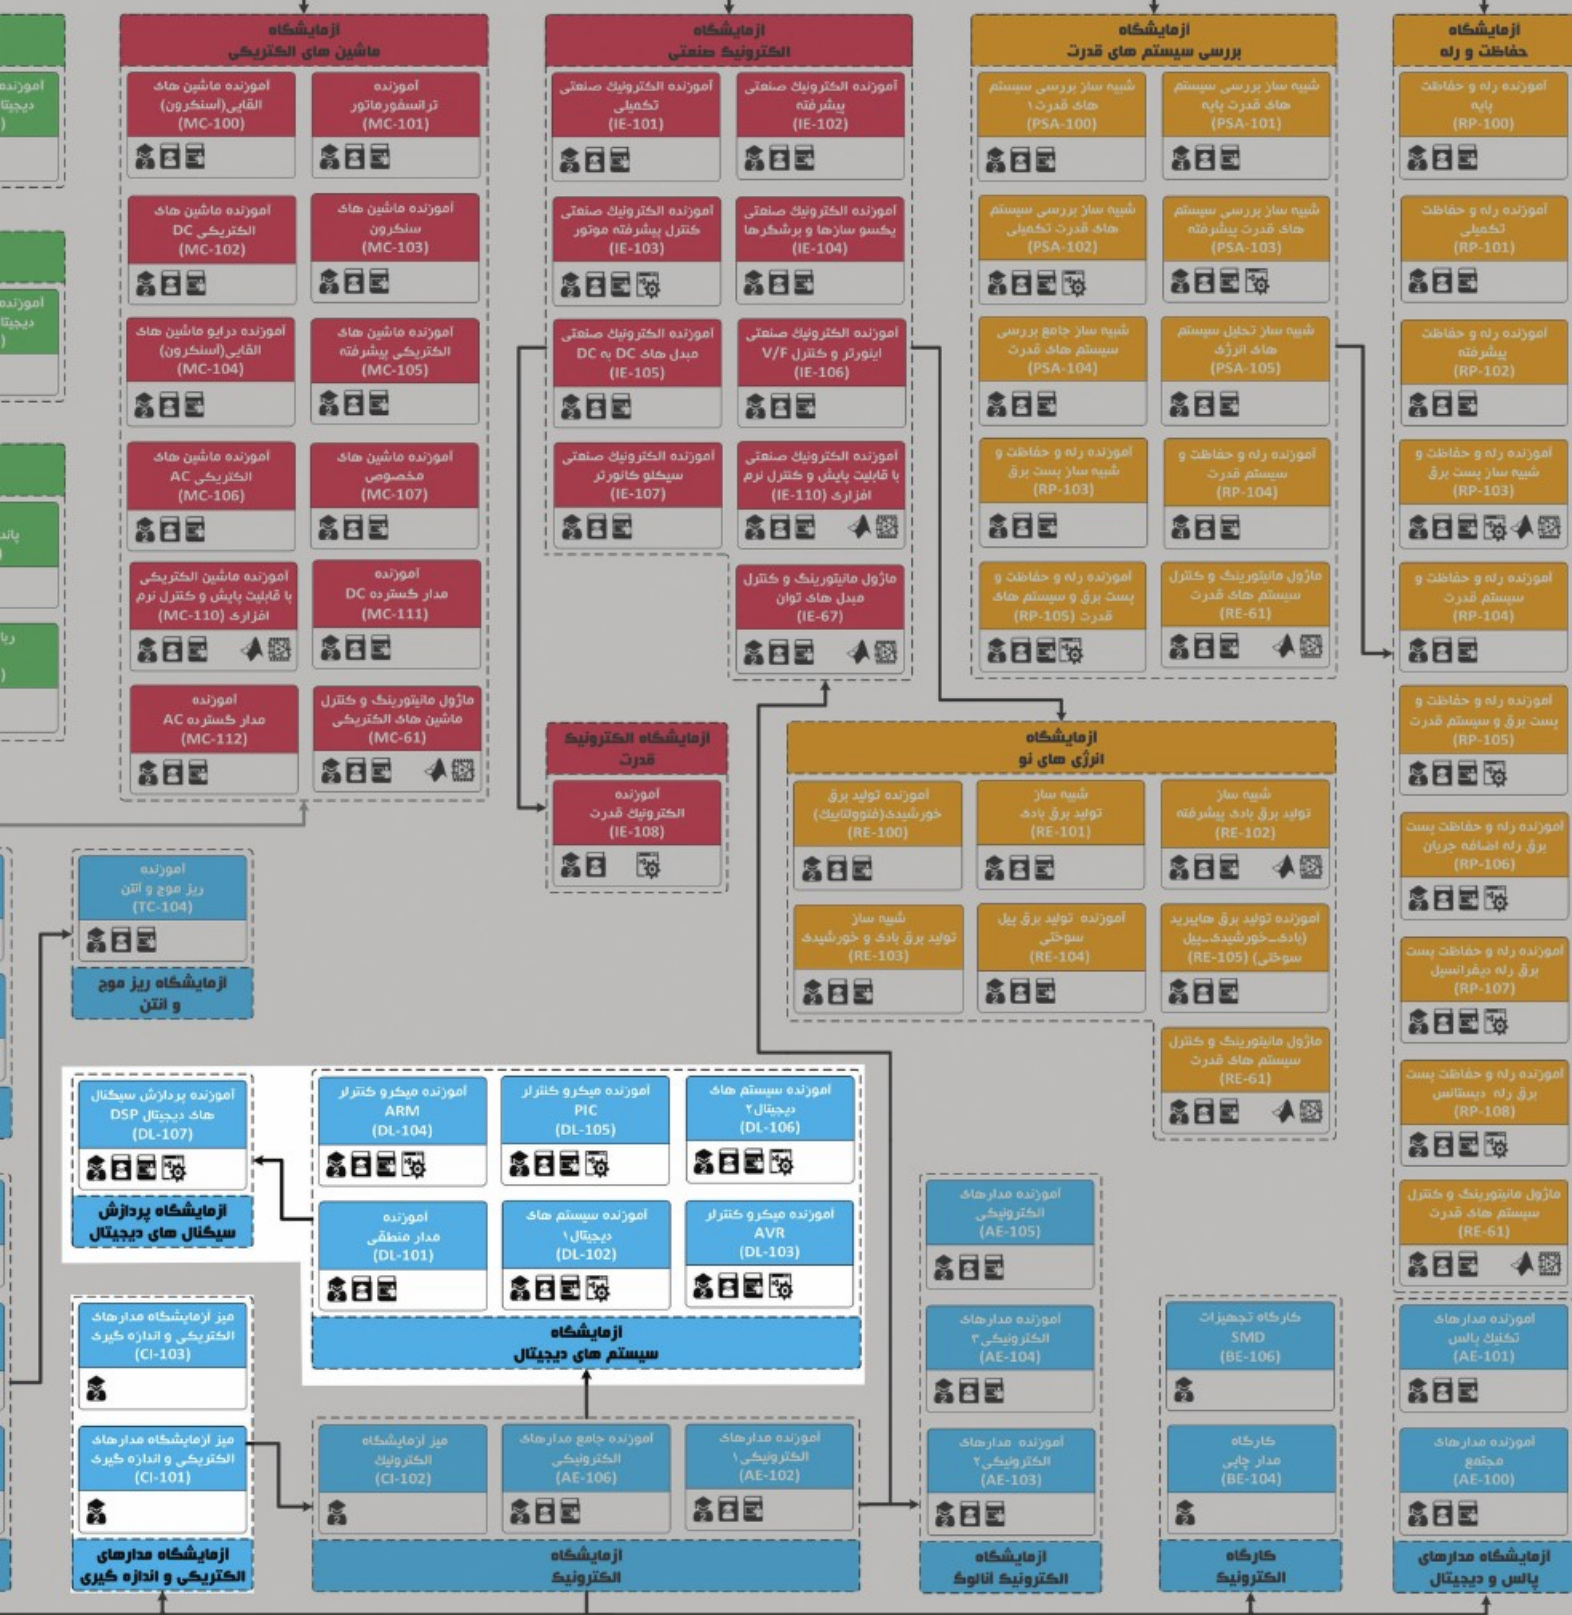 آزمایشگاه
ماشین های الکتریکی
آموزنده ماشین های
القایی(آسنکرون)
(MC-100)
آموزنده
ترانسفورماتور
(MC-101)
آموزنده ماشین های
الکتریکی DC
(MC-102)
آموزنده ماشین های
سنکرون
(MC-103)
آموزنده درایو ماشین های
القایی(آسنکرون)
(MC-104)
آموزنده ماشین های
الکتریکی پیشرفته
(MC-105)
آموزنده ماشین های
الکتریکی AC
(MC-106)
آموزنده ماشین های
مخصوص
(MC-107)
آموزنده ماشین الکتریکی
با قابلیت پایش و کنترل نرم
افزاری (MC-110)
آموزنده
مدار گسترده DC
(MC-111)
آموزنده
مدار گسترده AC
(MC-112)
ماژول مانیتورینگ و کنترل
ماشین های الکتریکی
(MC-61)
آزمایشگاه
الکترونیک صنعتی
آموزنده الکترونیک صنعتی
تکمیلی
(IE-101)
آموزنده الکترونیک صنعتی
پیشرفته
(IE-102)
آموزنده الکترونیک صنعتی
کنترل پیشرفته موتور
(IE-103)
آموزنده الکترونیک صنعتی
یکسو سازها و برشگرها
(IE-104)
آموزنده الکترونیک صنعتی
مبدل های DC به DC
(IE-105)
آموزنده الکترونیک صنعتی
اینورتر و کنترل V/F
(IE-106)
آموزنده الکترونیک صنعتی
سیکلو کانورتر
(IE-107)
آموزنده الکترونیک صنعتی
با قابلیت پایش و کنترل نرم
افزاری (IE-110)
ماژول مانیتورینگ و کنترل
مبدل های توان
(IE-67)
آزمایشگاه الکترونیک
قدرت
آموزنده
الکترونیک قدرت
(IE-108)
آزمایشگاه
بررسی سیستم های قدرت
شبیه ساز بررسی سیستم
های قدرت ۱
(PSA-100)
شبیه ساز بررسی سیستم
های قدرت پایه
(PSA-101)
شبیه ساز بررسی سیستم
های قدرت تکمیلی
(PSA-102)
شبیه ساز بررسی سیستم
های قدرت پیشرفته
(PSA-103)
شبیه ساز جامع بررسی
سیستم های قدرت
(PSA-104)
شبیه ساز تحلیل سیستم
های انرژی
(PSA-105)
آموزنده رله و حفاظت و
شبیه ساز پست برق
(RP-103)
آموزنده رله و حفاظت و
سیستم قدرت
(RP-104)
آموزنده رله و حفاظت و
پست برق و سیستم های
قدرت (RP-105)
ماژول مانیتورینگ و کنترل
سیستم های قدرت
(RE-61)
آزمایشگاه
انرژی های نو
آموزنده تولید برق
خورشیدی(فتوولتاییک)
(RE-100)
شبیه ساز
تولید برق بادی
(RE-101)
شبیه ساز
تولید برق بادی پیشرفته
(RE-102)
شبیه ساز
تولید برق بادی و خورشیدی
(RE-103)
آموزنده تولید برق پیل
سوختی
(RE-104)
آموزنده تولید برق هایبرید
(بادی_خورشیدی_پیل
سوختی) (RE-105)
ماژول مانیتورینگ و کنترل
سیستم های قدرت
(RE-61)
آزمایشگاه
حفاظت و رله
آموزنده رله و حفاظت
پایه
(RP-100)
آموزنده رله و حفاظت
تکمیلی
(RP-101)
آموزنده رله و حفاظت
پیشرفته
(RP-102)
آموزنده رله و حفاظت و
شبیه ساز پست برق
(RP-103)
آموزنده رله و حفاظت و
سیستم قدرت
(RP-104)
آموزنده رله و حفاظت و
پست برق و سیستم قدرت
(RP-105)
آموزنده رله و حفاظت پست
برق رله اضافه جریان
(RP-106)
آموزنده رله و حفاظت پست
برق رله دیفرانسیل
(RP-107)
آموزنده رله و حفاظت پست
برق رله دیستانس
(RP-108)
ماژول مانیتورینگ و کنترل
سیستم های قدرت
(RE-61)
آموزنده
ریز موج و آنتن
(TC-104)
آزمایشگاه ریز موج
و آنتن
آموزنده پردازش سیگنال
های دیجیتال DSP
(DL-107)
آزمایشگاه پردازش
سیگنال های دیجیتال
آموزنده میکرو کنترلر
ARM
(DL-104)
آموزنده میکرو کنترلر
PIC
(DL-105)
آموزنده سیستم های
دیجیتال۲
(DL-106)
آموزنده
مدار منطقی
(DL-101)
آموزنده سیستم های
دیجیتال۱
(DL-102)
آموزنده میکرو کنترلر
AVR
(DL-103)
آزمایشگاه
سیستم های دیجیتال
میز آزمایشگاه مدارهای
الکتریکی و اندازه گیری
(CI-103)
میز آزمایشگاه مدارهای
الکتریکی و اندازه گیری
(CI-101)
آزمایشگاه مدارهای
الکتریکی و اندازه گیری
میز آزمایشگاه
الکترونیک
(CI-102)
آموزنده جامع مدارهای
الکترونیکی
(AE-106)
آموزنده مدارهای
الکترونیکی۱
(AE-102)
آزمایشگاه
الکترونیک
آموزنده مدارهای
الکترونیکی
(AE-105)
آموزنده مدارهای
الکترونیکی۳
(AE-104)
آموزنده مدارهای
الکترونیکی۲
(AE-103)
آزمایشگاه
الکترونیک آنالوگ
کارگاه تجهیزات
SMD
(BE-106)
کارگاه
مدار چاپی
(BE-104)
کارگاه
الکترونیک
آموزنده مدارهای
تکنیک پالس
(AE-101)
آموزنده مدارهای
مجتمع
(AE-100)
آزمایشگاه مدارهای
پالس و دیجیتال